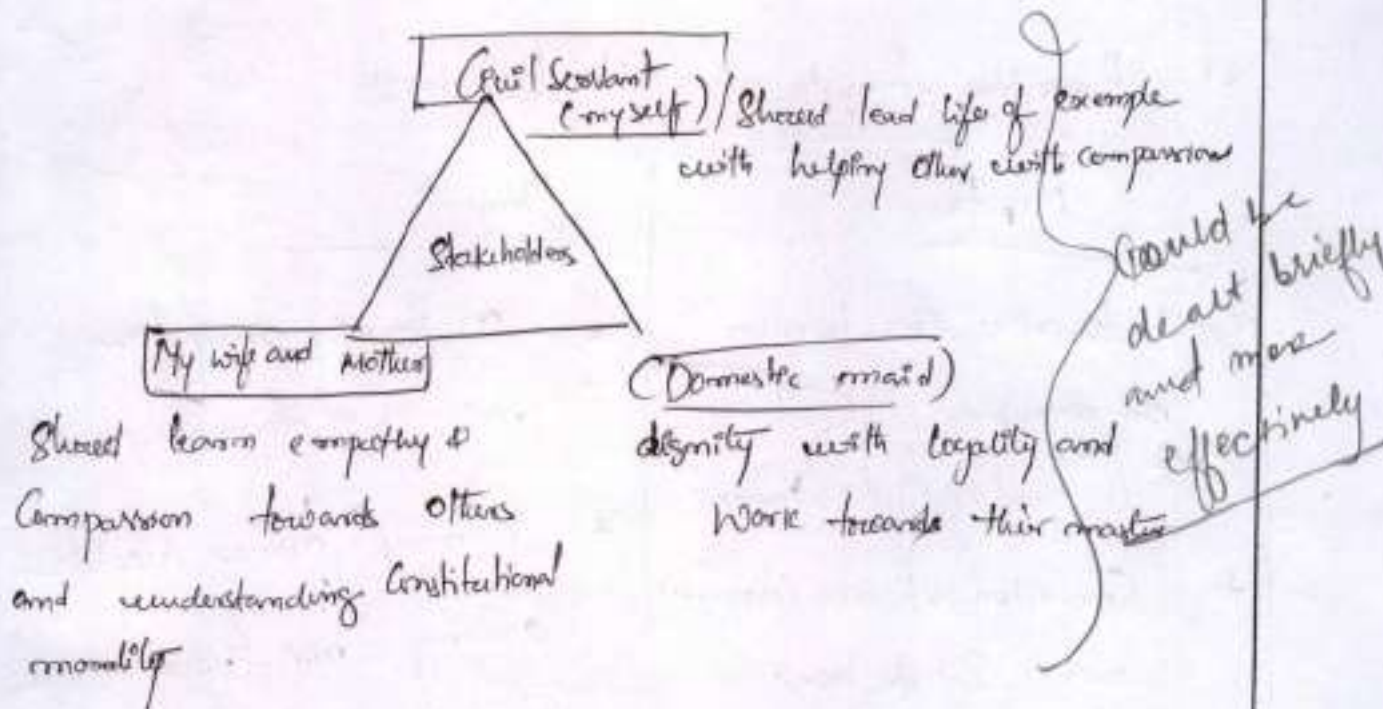 Civil Servant
(myself) / Should lead life of example
with helping other with compassion
Stakeholders
My wife and Mother
Should learn empathy &
Compassion towards others
and understanding Constitutional
morality.
(Domestic maid)
dignity with loyality and
Work towards their master
Could be
dealt briefly
and more
effectively